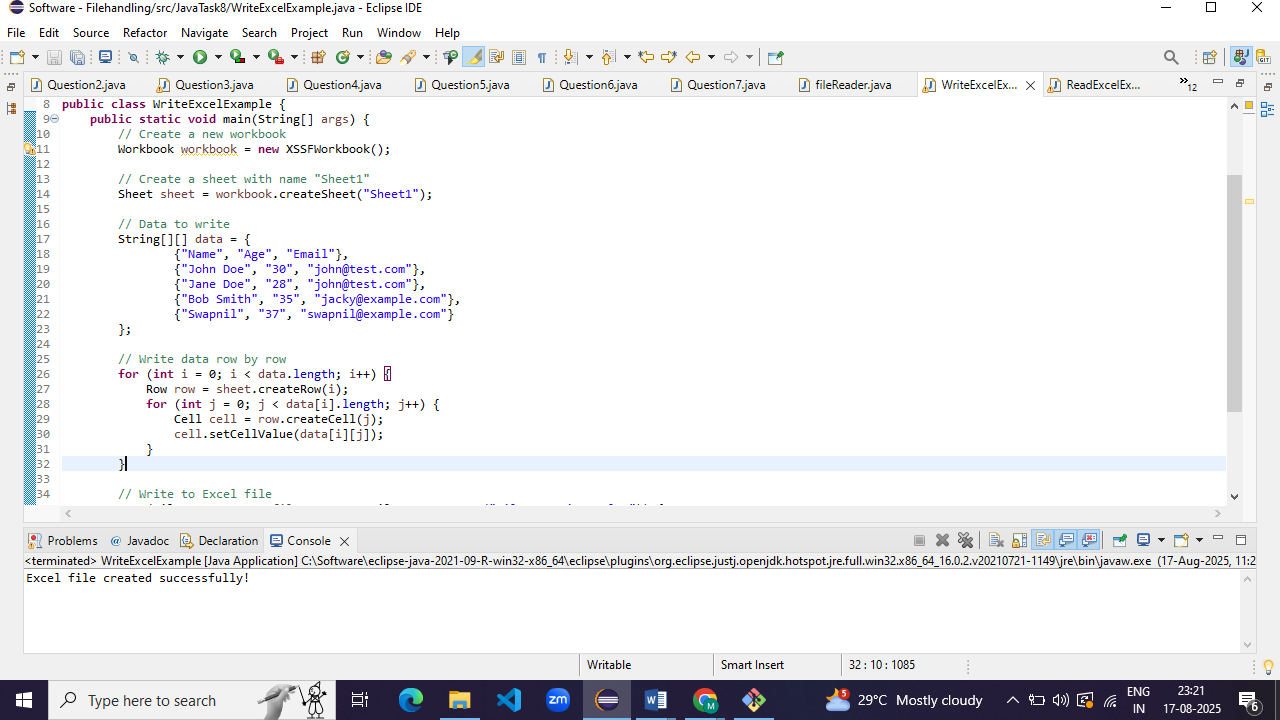 Software - Filehandling/src/JavaTask8/WriteExcelExample.java - Eclipse IDE
File Edit Source Refactor Navigate Search Project Run Window Help
Question2.java Question3.java Question4.java Question5.java Question6.java Question7.java fileReader.java WriteExcelEx... ReadExcelEx... »12
8 public class WriteExcelExample {
9     public static void main(String[] args) {
10         // Create a new workbook
11         Workbook workbook = new XSSFWorkbook();
12
13         // Create a sheet with name "Sheet1"
14         Sheet sheet = workbook.createSheet("Sheet1");
15
16         // Data to write
17         String[][] data = {
18                 {"Name", "Age", "Email"},
19                 {"John Doe", "30", "john@test.com"},
20                 {"Jane Doe", "28", "john@test.com"},
21                 {"Bob Smith", "35", "jacky@example.com"},
22                 {"Swapnil", "37", "swapnil@example.com"}
23         };
24
25         // Write data row by row
26         for (int i = 0; i < data.length; i++) {
27             Row row = sheet.createRow(i);
28             for (int j = 0; j < data[i].length; j++) {
29                 Cell cell = row.createCell(j);
30                 cell.setCellValue(data[i][j]);
31             }
32         }
33
34         // Write to Excel file
Problems @ Javadoc Declaration Console
<terminated> WriteExcelExample [Java Application] C:\Software\eclipse-java-2021-09-R-win32-x86_64\eclipse\plugins\org.eclipse.justj.openjdk.hotspot.jre.full.win32.x86_64_16.0.2.v20210721-1149\jre\bin\javaw.exe (17-Aug-2025, 11:2
Excel file created successfully!
Writable Smart Insert 32 : 10 : 1085
Type here to search zm W 5 29°C Mostly cloudy ENG IN 23:21 17-08-2025 6